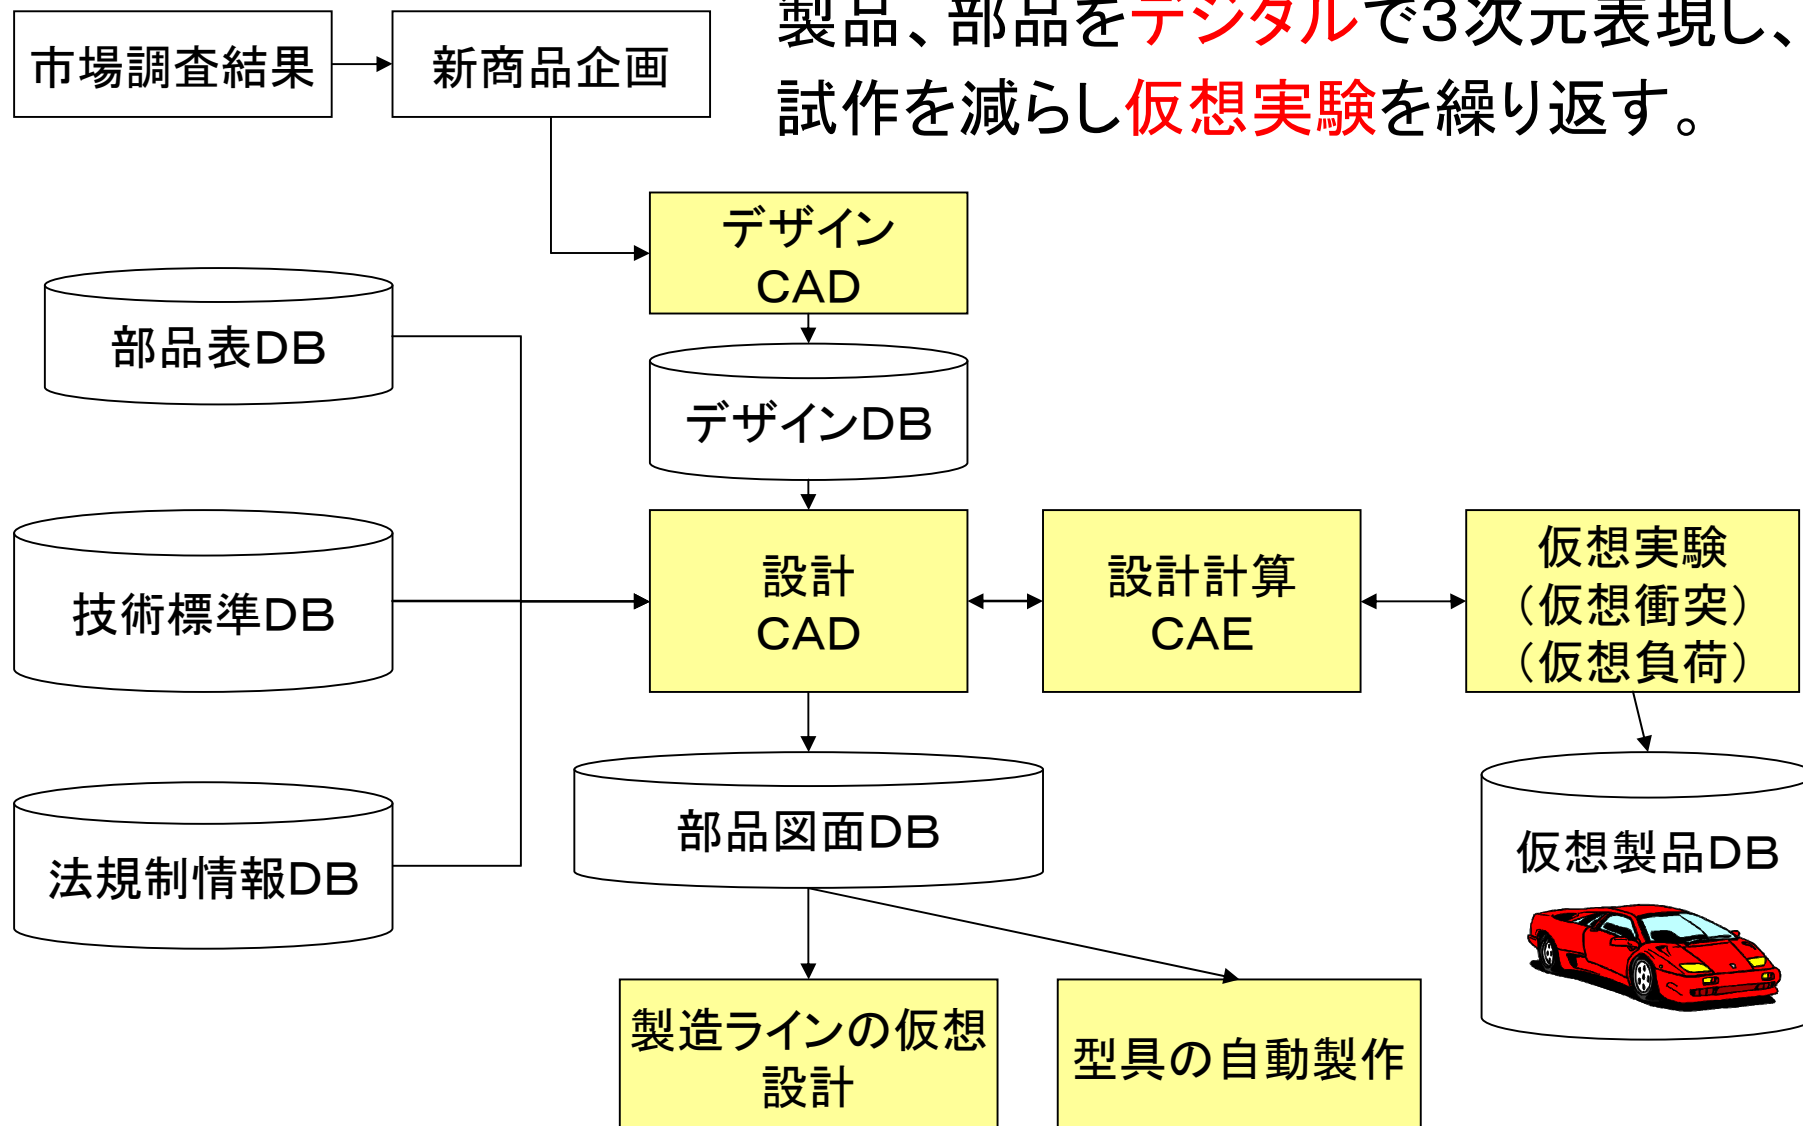 製品、部品をデジタルで３次元表現し、
試作を減らし仮想実験を繰り返す。
市場調査結果
新商品企画
デザイン
ＣＡＤ
部品表ＤＢ
デザインＤＢ
技術標準ＤＢ
設計
ＣＡＤ
設計計算
ＣＡＥ
仮想実験
（仮想衝突）
（仮想負荷）
法規制情報ＤＢ
部品図面ＤＢ
仮想製品ＤＢ
製造ラインの仮想
設計
型具の自動製作